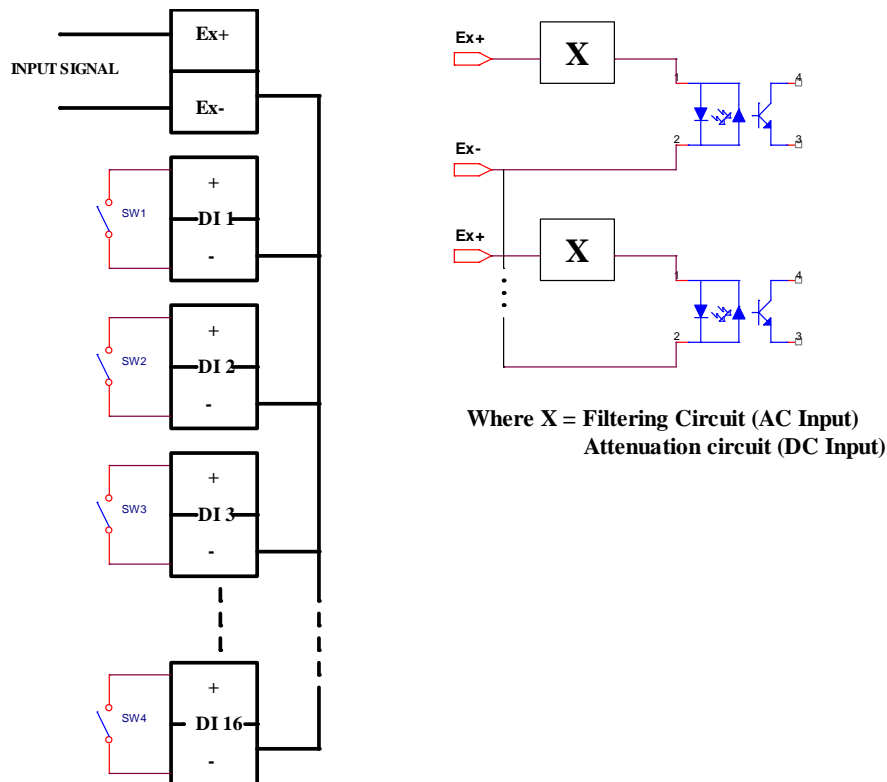 Ex+
INPUT SIGNAL
Ex-
+
SW1
DI 1
-
+
SW2
DI 2
-
+
SW3
DI 3
-
+
SW4
DI 16
-
Ex+
X
1
4
2
3
Ex-
Ex+
X
1
4
2
3
Where X = Filtering Circuit (AC Input)
Attenuation circuit (DC Input)